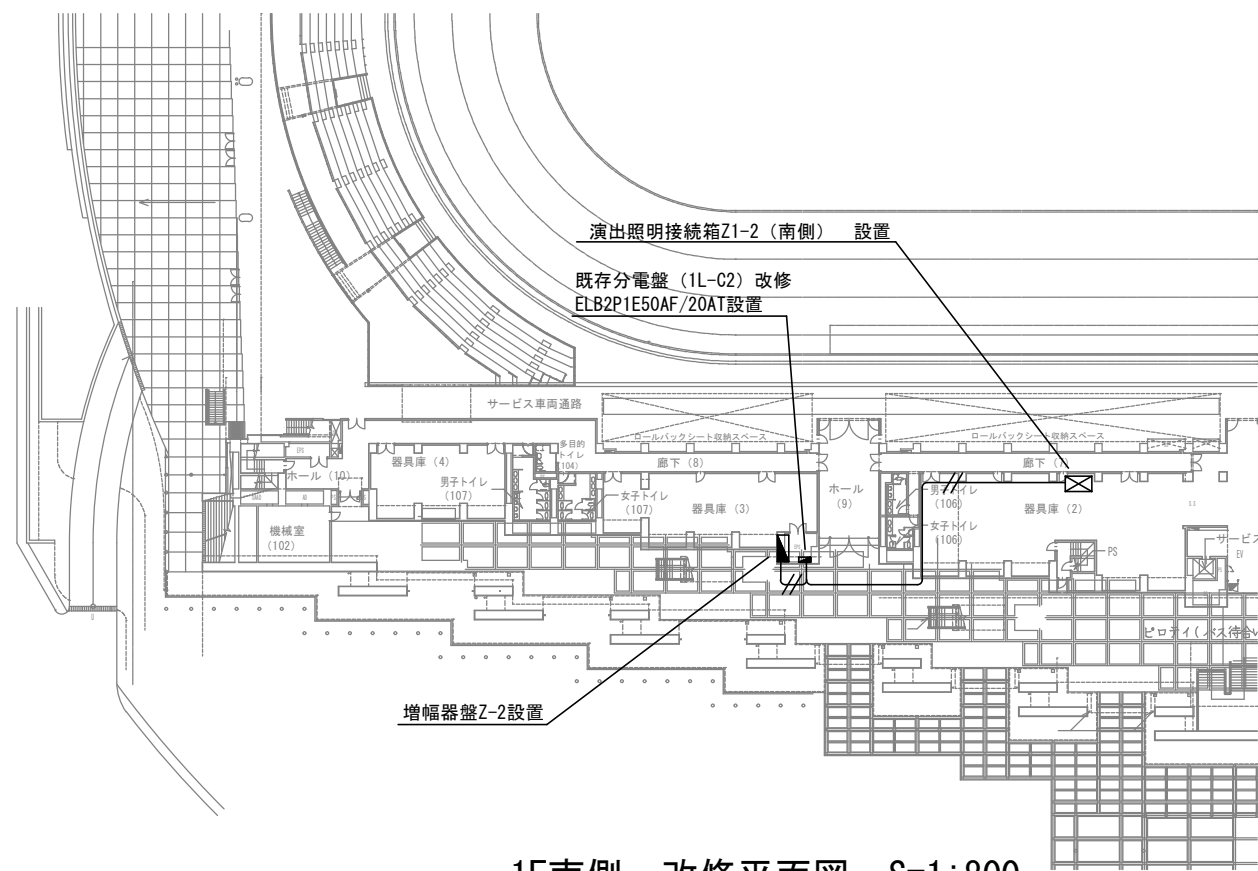 演出照明接続箱Z1-2（南側）　設置
既存分電盤（1L-C2）改修
ELB2P1E50AF/20AT設置
サービス車両通路
ロールバックシート収納スペース
ロールバックシート収納スペース
多目的
トイレ
(104)
器具庫（4）
廊下（8）
廊下（7）
EPS
ホール（10）
男子トイレ
(107)
女子トイレ
(107)
器具庫（3）
ホール
(9)
男子トイレ
(106)
器具庫（2）
女子トイレ
(106)
機械室
(102)
PS
サービス
EV
ピロティ(バス待合い
増幅器盤Z-2設置
1F南側　改修平面図　S=1:800